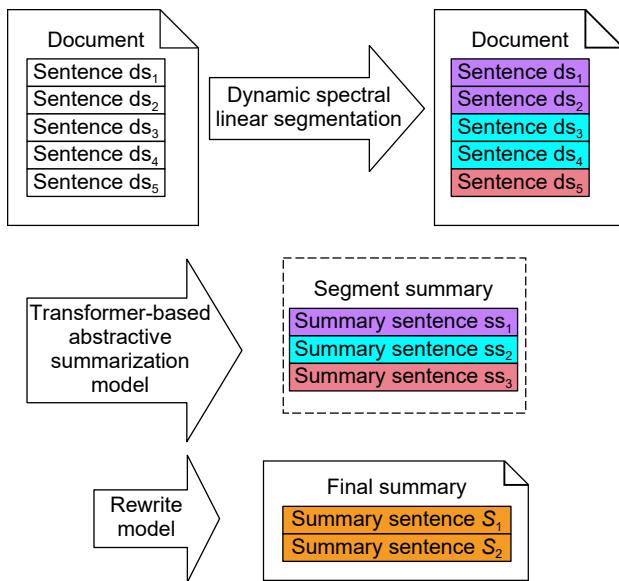 Document
Sentence ds₁
Sentence ds₂
Sentence ds₃
Sentence ds₄
Sentence ds₅
Dynamic spectral
linear segmentation
Document
Sentence ds₁
Sentence ds₂
Sentence ds₃
Sentence ds₄
Sentence ds₅
Transformer-based
abstractive
summarization
model
Segment summary
Summary sentence ss₁
Summary sentence ss₂
Summary sentence ss₃
Rewrite
model
Final summary
Summary sentence S₁
Summary sentence S₂